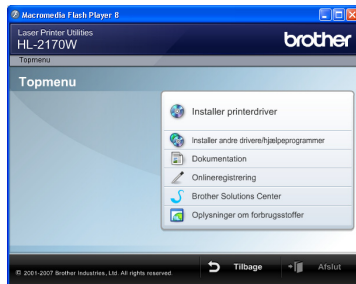 Macromedia Flash Player 8
Laser Printer Utilities
HL-2170W
brother
Topmenu
Topmenu
Installer printerdriver
Installer andre drivere/hjælpeprogrammer
Dokumentation
Onlineregistrering
Brother Solutions Center
Oplysninger om forbrugsstoffer
© 2001-2007 Brother Industries, Ltd. All rights reserved.
Tilbage
Afslut